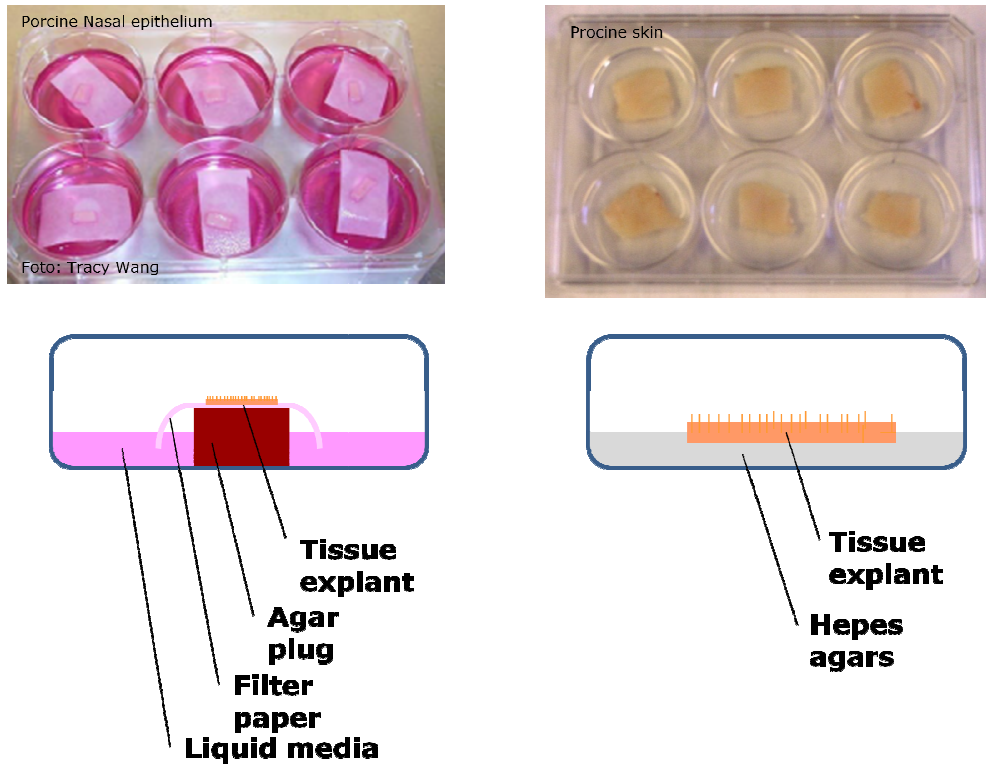 Porcine Nasal epithelium
Procine skin
Foto: Tracy Wang
Tissue
explant
Agar
plug
Filter
paper
Liquid media
Tissue
explant
Hepes
agars